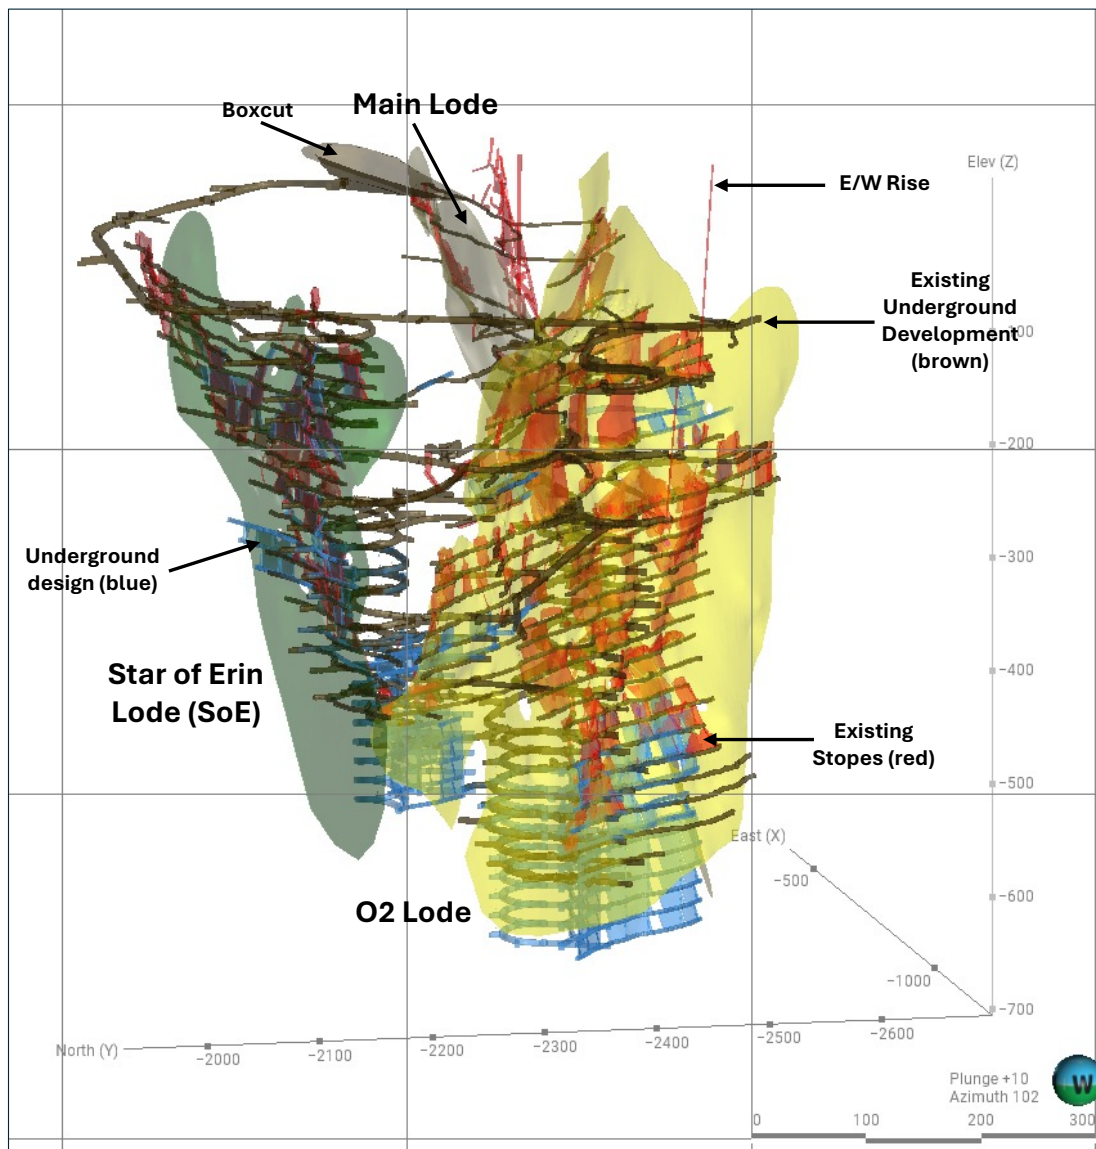 Boxcut
Main Lode
Elev (Z)
E/W Rise
Existing
Underground
Development
(brown)
−100
−200
Underground
design (blue)
−300
Star of Erin
Lode (SoE)
−400
Existing
Stopes (red)
−500
East (X)
−500
O2 Lode
−600
−1000
−700
North (Y)
−2000
−2100
−2200
−2300
−2400
−2500
−2600
Plunge +10
Azimuth 102
W
0
100
200
300